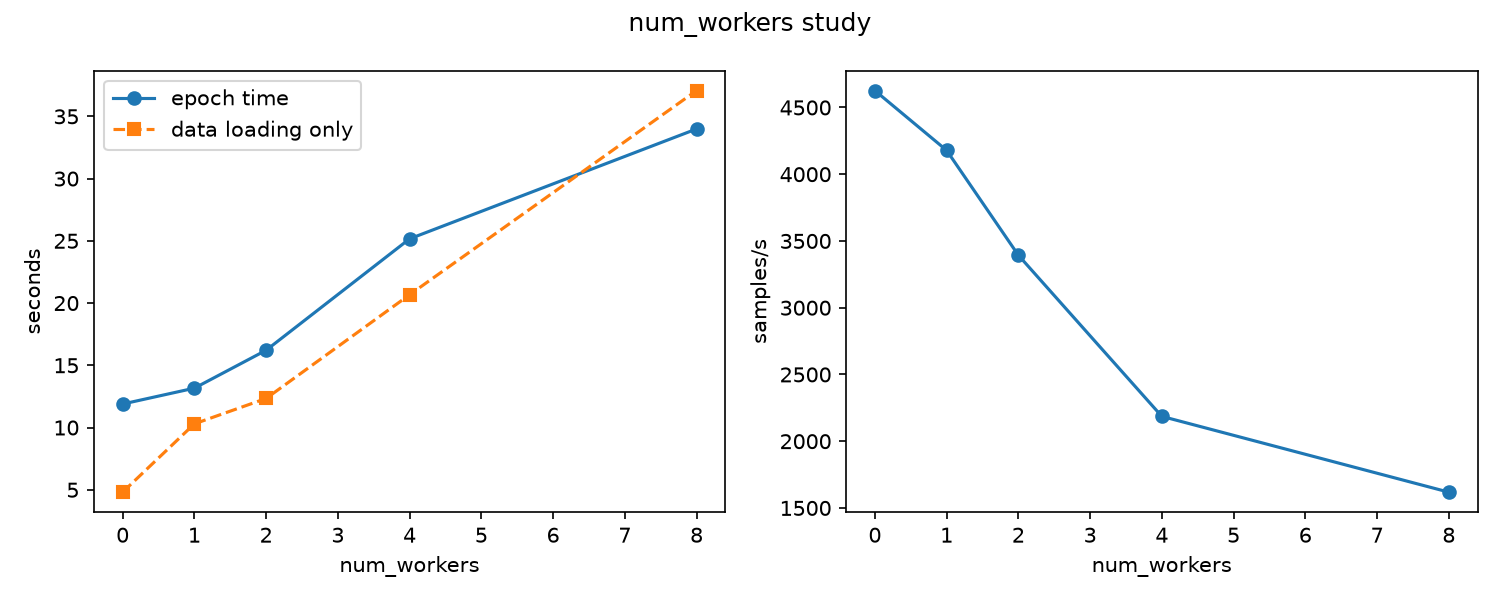 num_workers study
epoch time
data loading only
seconds
35
30
25
20
15
10
5
0 1 2 3 4 5 6 7 8
num_workers
samples/s
4500
4000
3500
3000
2500
2000
1500
0 1 2 3 4 5 6 7 8
num_workers